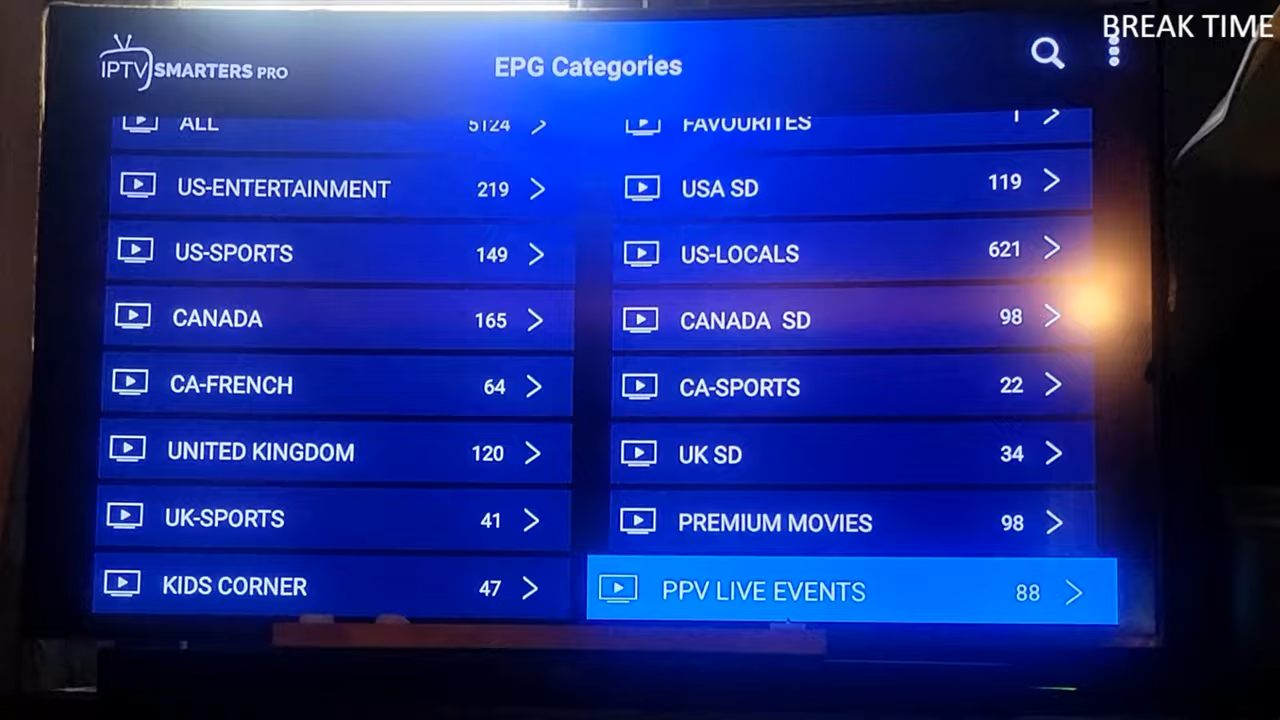 BREAK TIME
IPTV SMARTERS PRO
EPG Categories
ALL 5124
FAVOURITES 1
US-ENTERTAINMENT 219
USA SD 119
US-SPORTS 149
US-LOCALS 621
CANADA 165
CANADA SD 98
CA-FRENCH 64
CA-SPORTS 22
UNITED KINGDOM 120
UK SD 34
UK-SPORTS 41
PREMIUM MOVIES 98
KIDS CORNER 47
PPV LIVE EVENTS 88